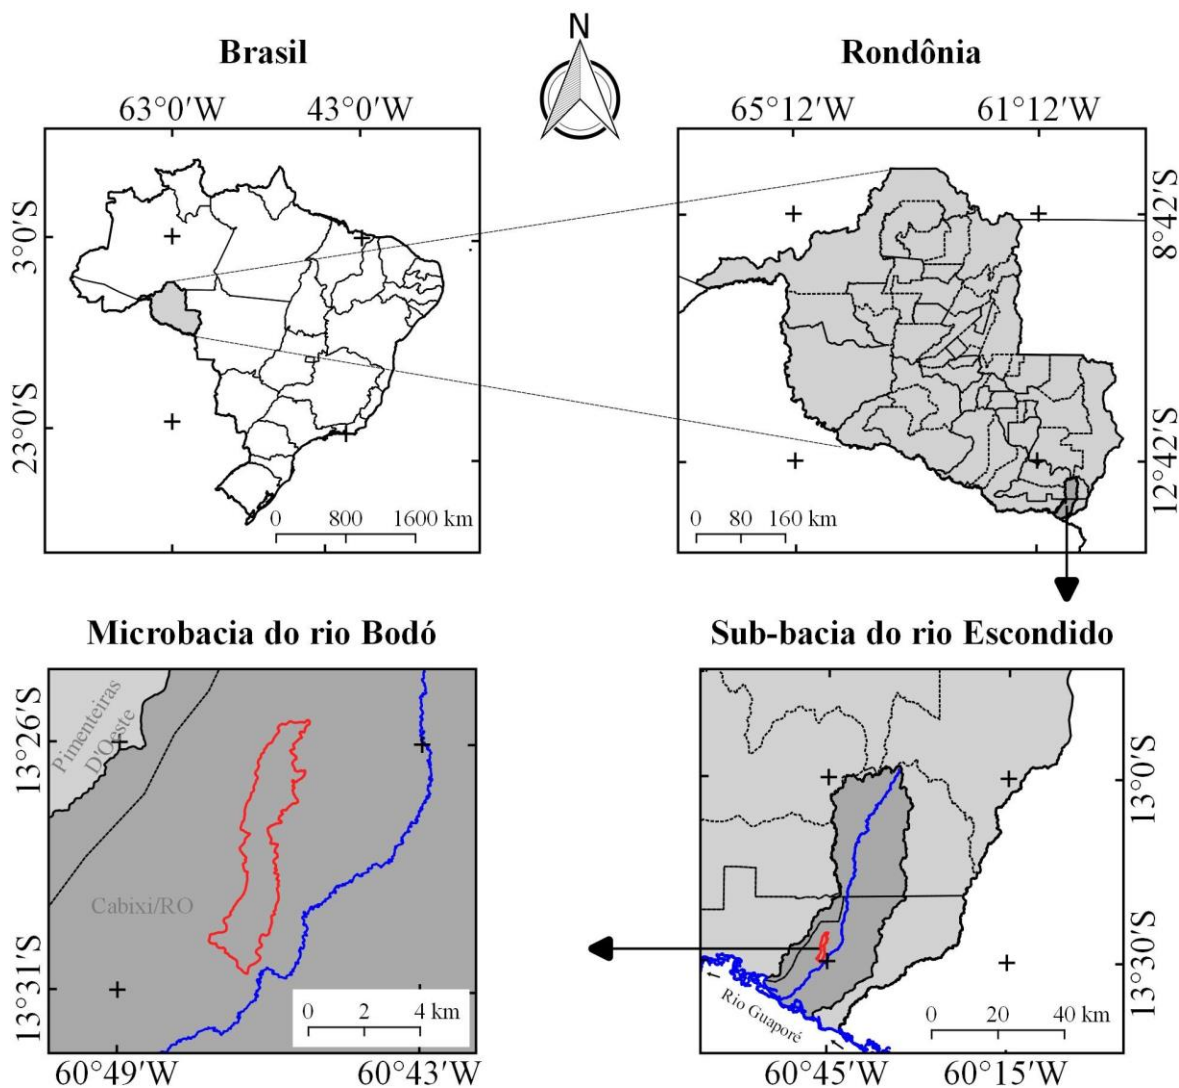 N
Brasil
63°0'W 43°0'W
3°0'S
23°0'S
0 800 1600 km
Rondônia
65°12'W 61°12'W
8°42'S
12°42'S
0 80 160 km
Microbacia do rio Bodó
13°26'S
13°31'S
Pimenteiras
D'Oeste
Cabixi/RO
0 2 4 km
60°49'W 60°43'W
Sub-bacia do rio Escondido
13°0'S
13°30'S
Rio Guaporé
0 20 40 km
60°45'W 60°15'W